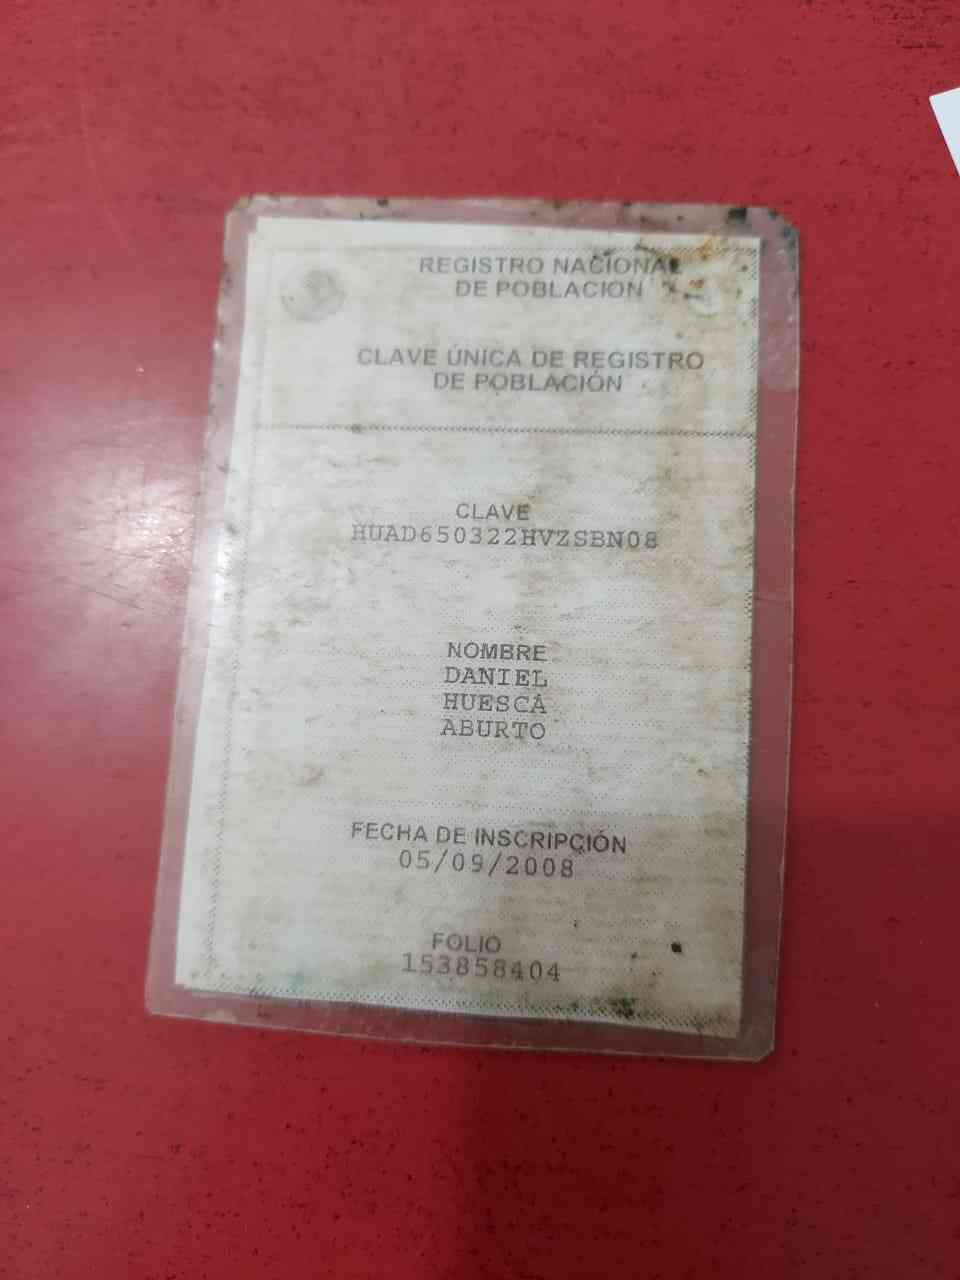 REGISTRO NACIONAL
DE POBLACION
CLAVE ÚNICA DE REGISTRO
DE POBLACIÓN
CLAVE
HUAD650322HVZSBN08
NOMBRE
DANIEL
HUESCA
ABURTO
FECHA DE INSCRIPCIÓN
05/09/2008
FOLIO
153858404